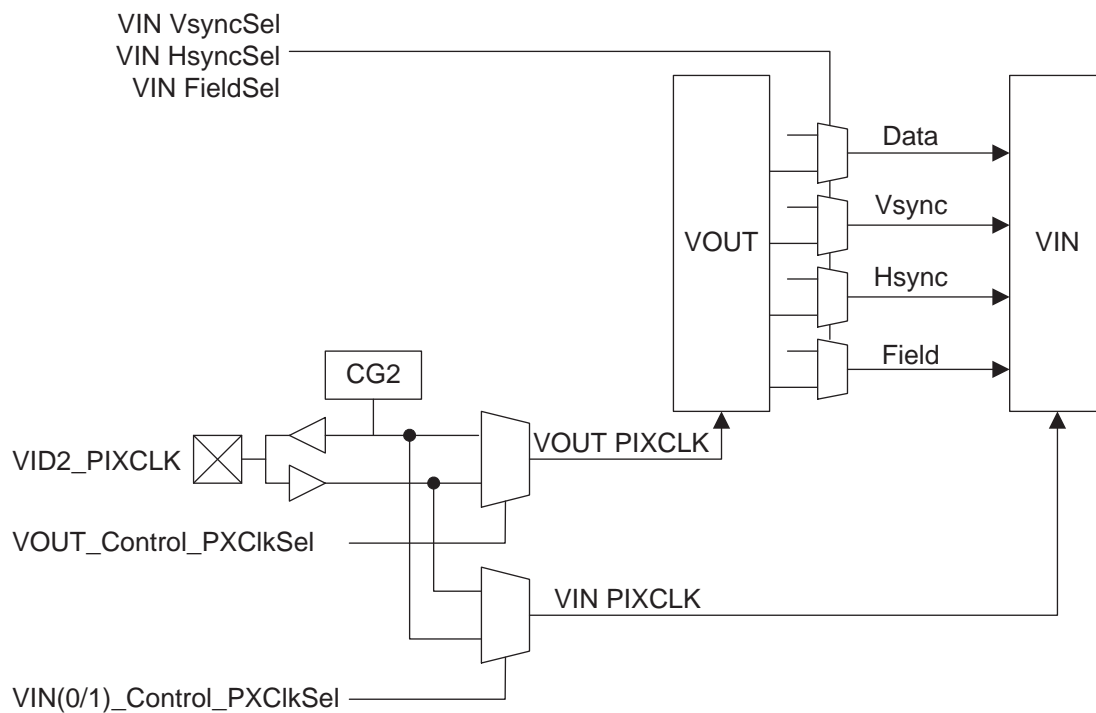 VIN VsyncSel
VIN HsyncSel
VIN FieldSel
Data
Vsync
VOUT
VIN
Hsync
Field
CG2
VOUT PIXCLK
VID2_PIXCLK
VOUT_Control_PXClkSel
VIN PIXCLK
VIN(0/1)_Control_PXClkSel